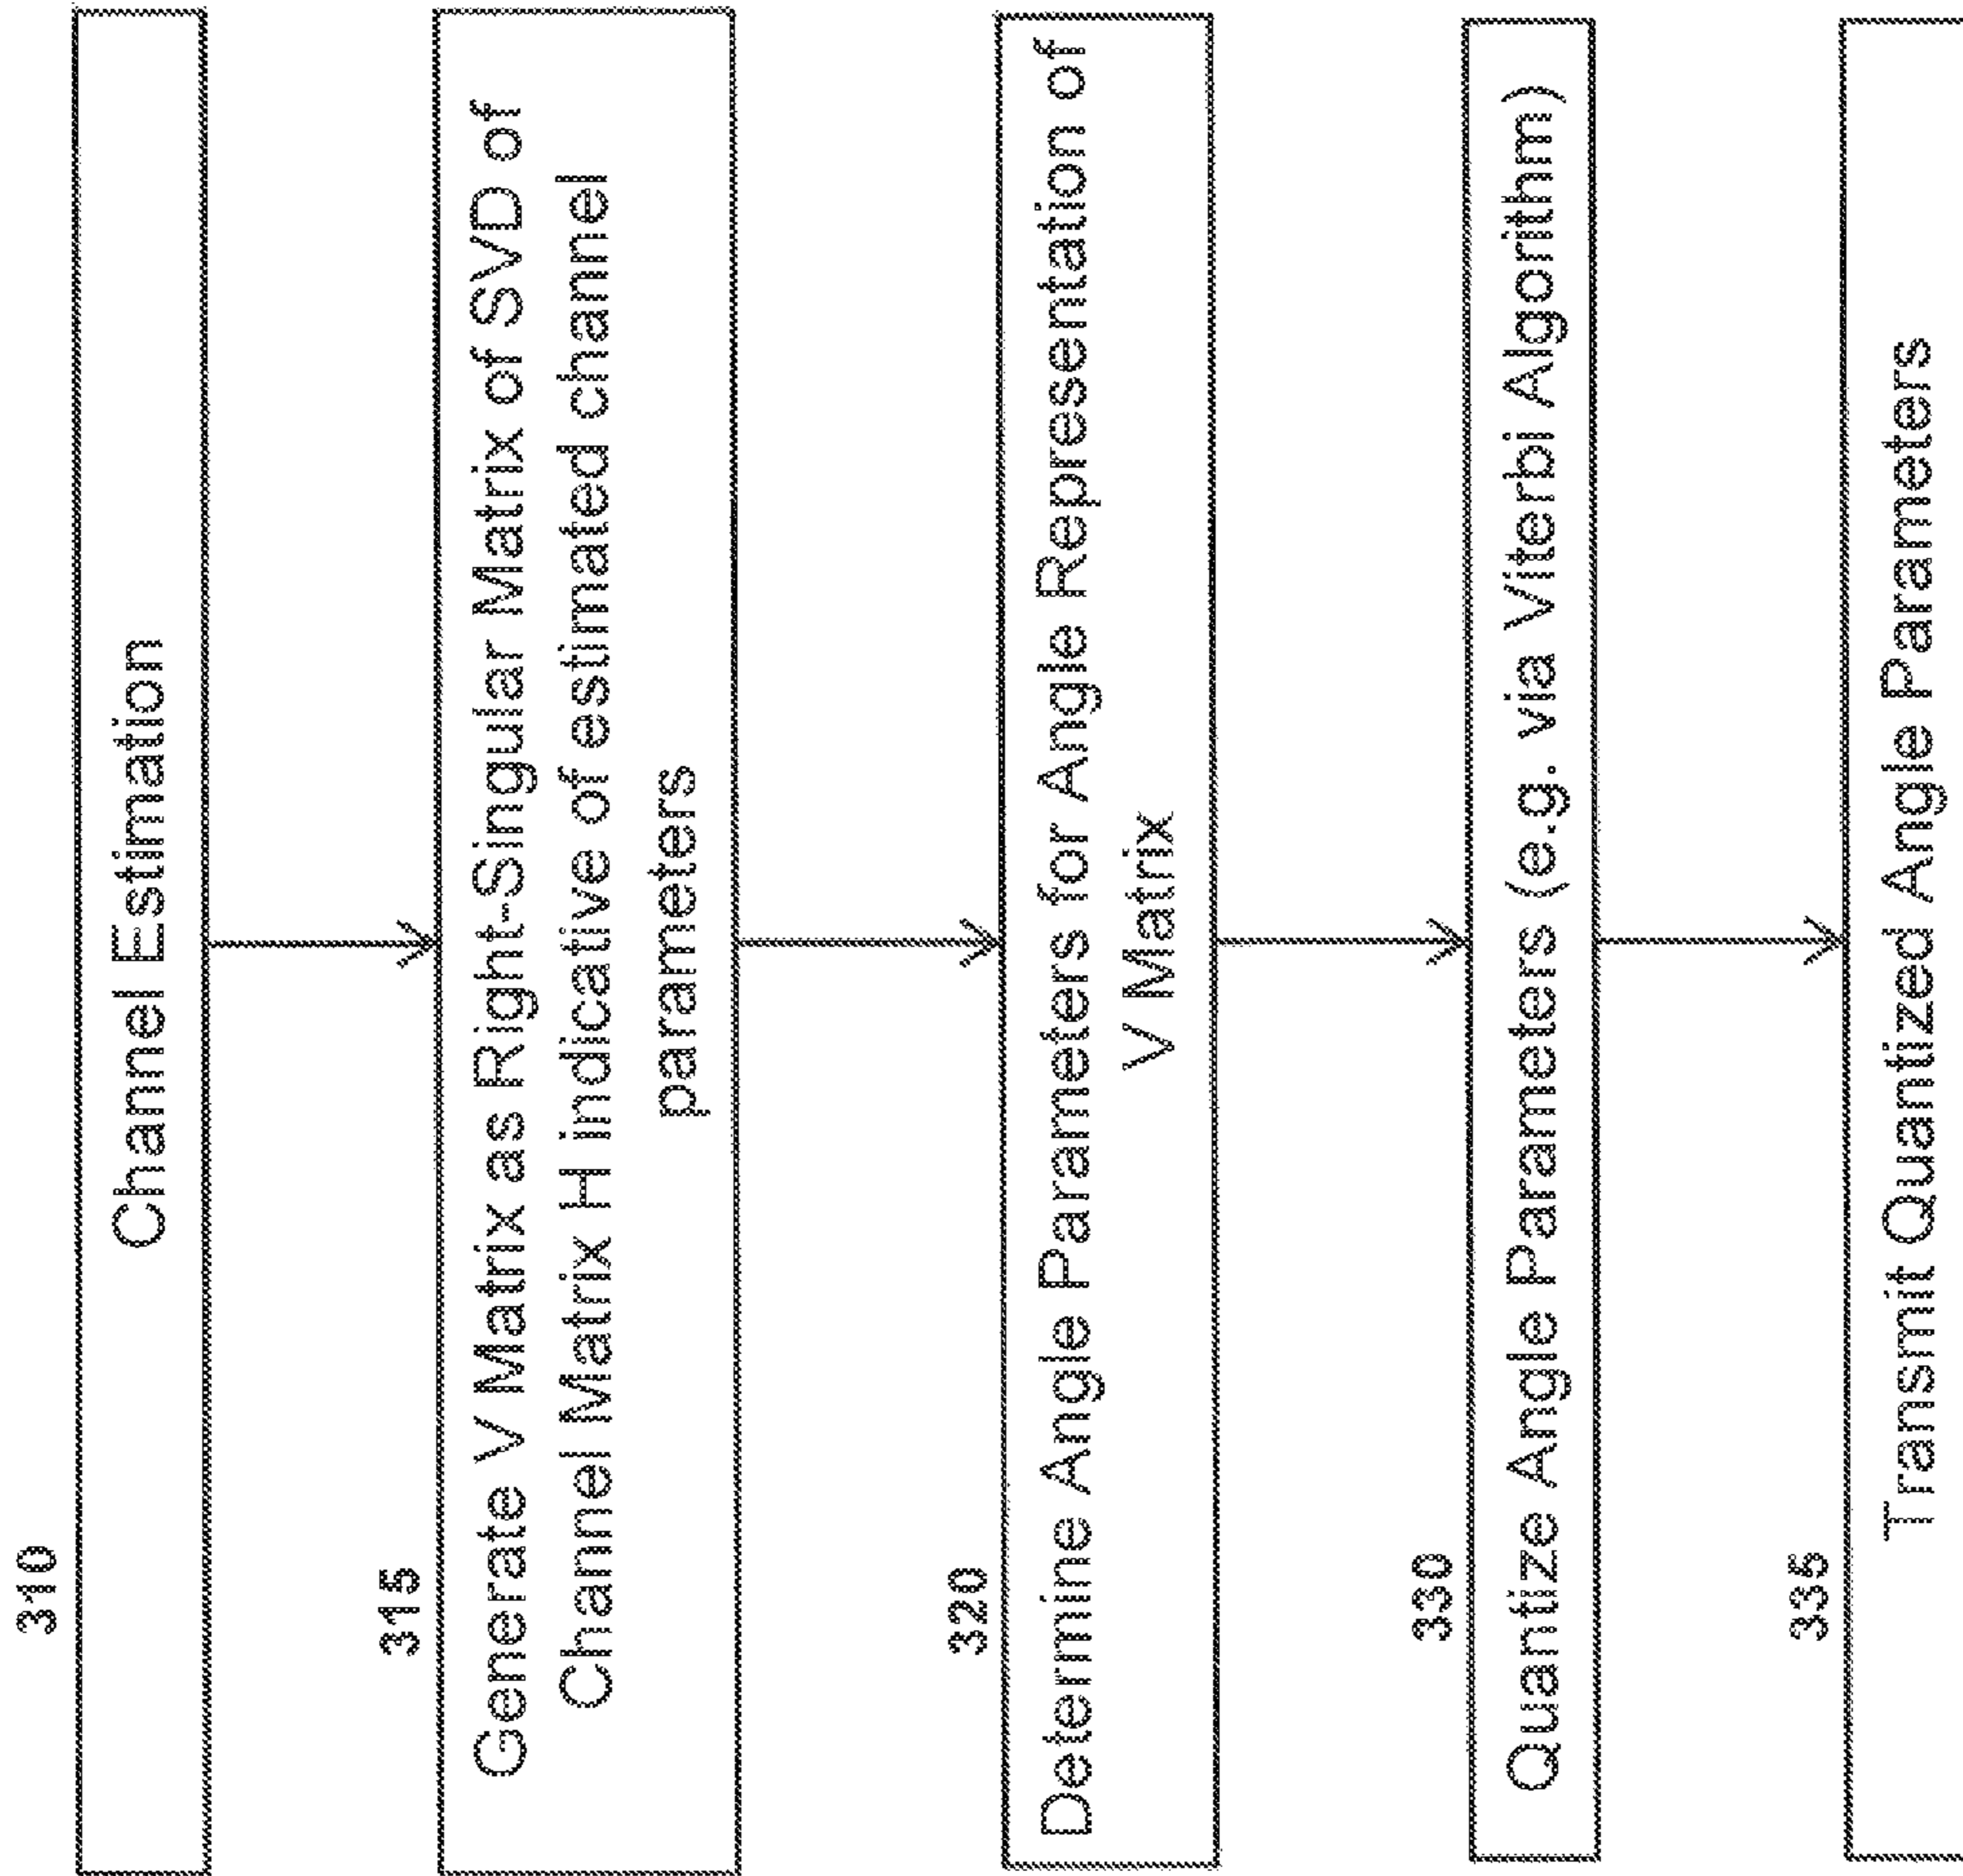 310
Channel Estimation
315
Generate V Matrix as Right-Singular Matrix of SVD of
Channel Matrix H indicative of estimated channel
parameters
320
Determine Angle Parameters for Angle Representation of
V Matrix
330
Quantize Angle Parameters (e.g. via Viterbi Algorithm)
335
Transmit Quantized Angle Parameters